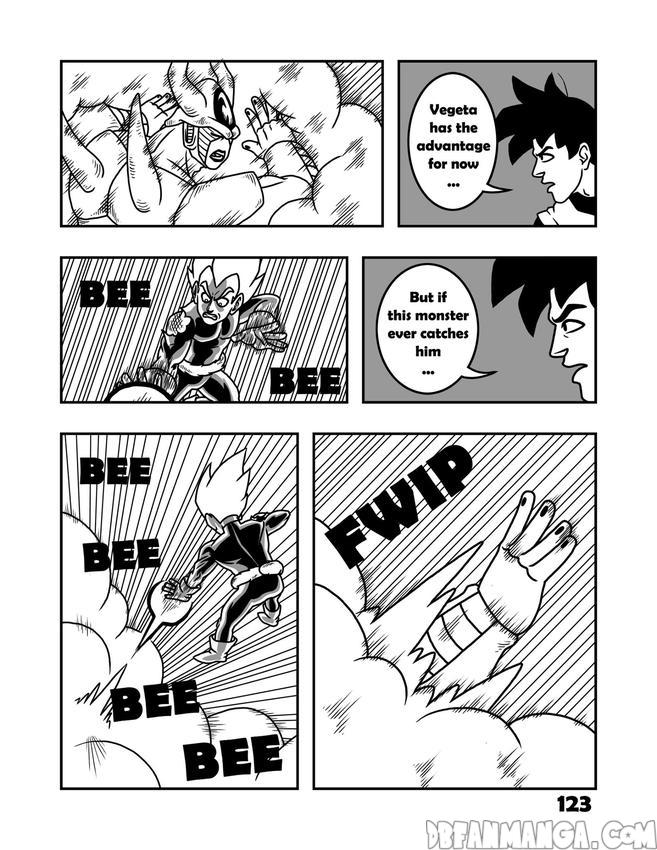 Vegeta
has the
advantage
for now
...
BEE
BEE
But if
this monster
ever catches
him
...
BEE
BEE
BEE
BEE
FWIP
123
DBFANMANGA.COM